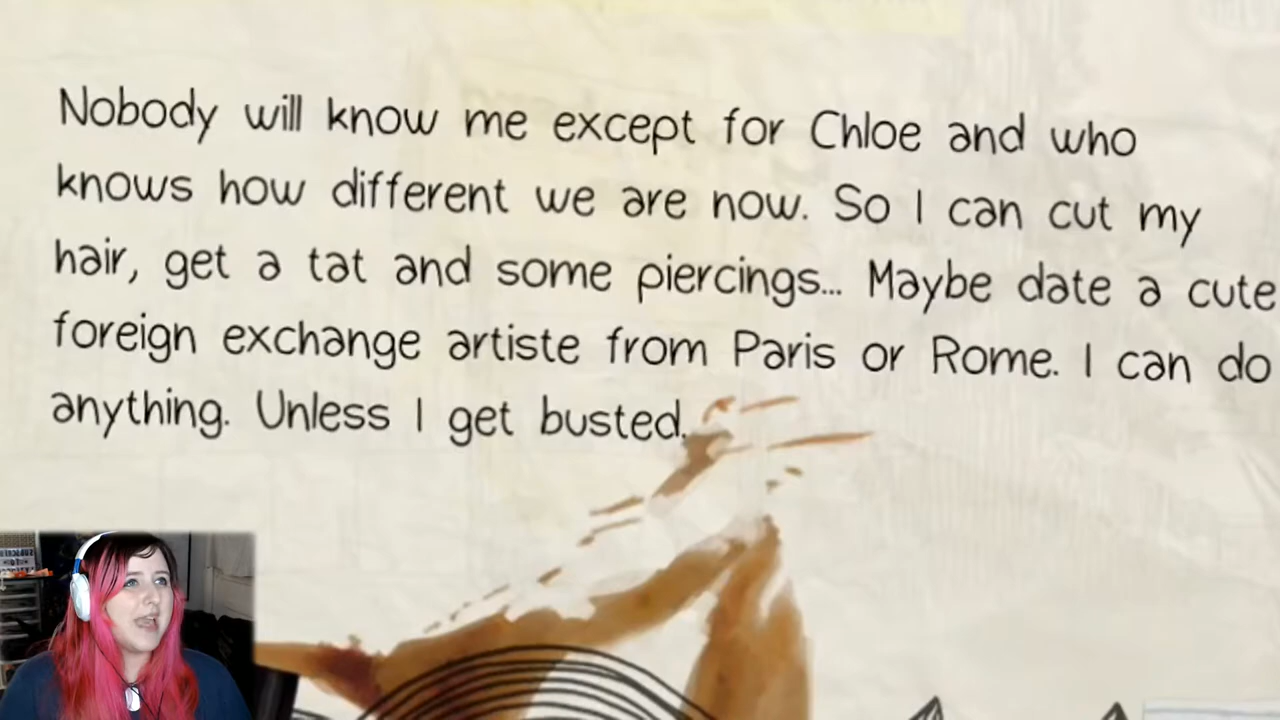 Nobody will know me except for Chloe and who
knows how different we are now. So I can cut my
hair, get a tat and some piercings... Maybe date a cute
foreign exchange artiste from Paris or Rome. I can do
anything. Unless I get busted.